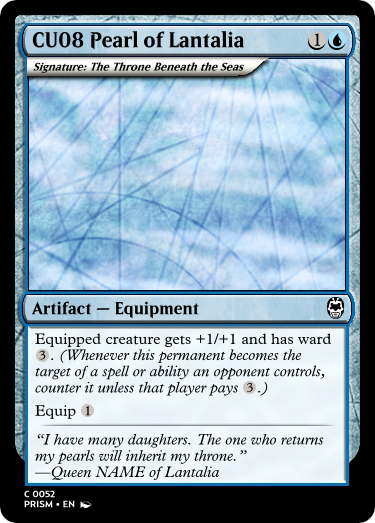 CU08 Pearl of Lantalia 1
Signature: The Throne Beneath the Seas
Artifact — Equipment
Equipped creature gets +1/+1 and has ward
3. (Whenever this permanent becomes the
target of a spell or ability an opponent controls,
counter it unless that player pays 3.)
Equip 1
“I have many daughters. The one who returns
my pearls will inherit my throne.”
—Queen NAME of Lantalia
C 0052
PRISM • EN